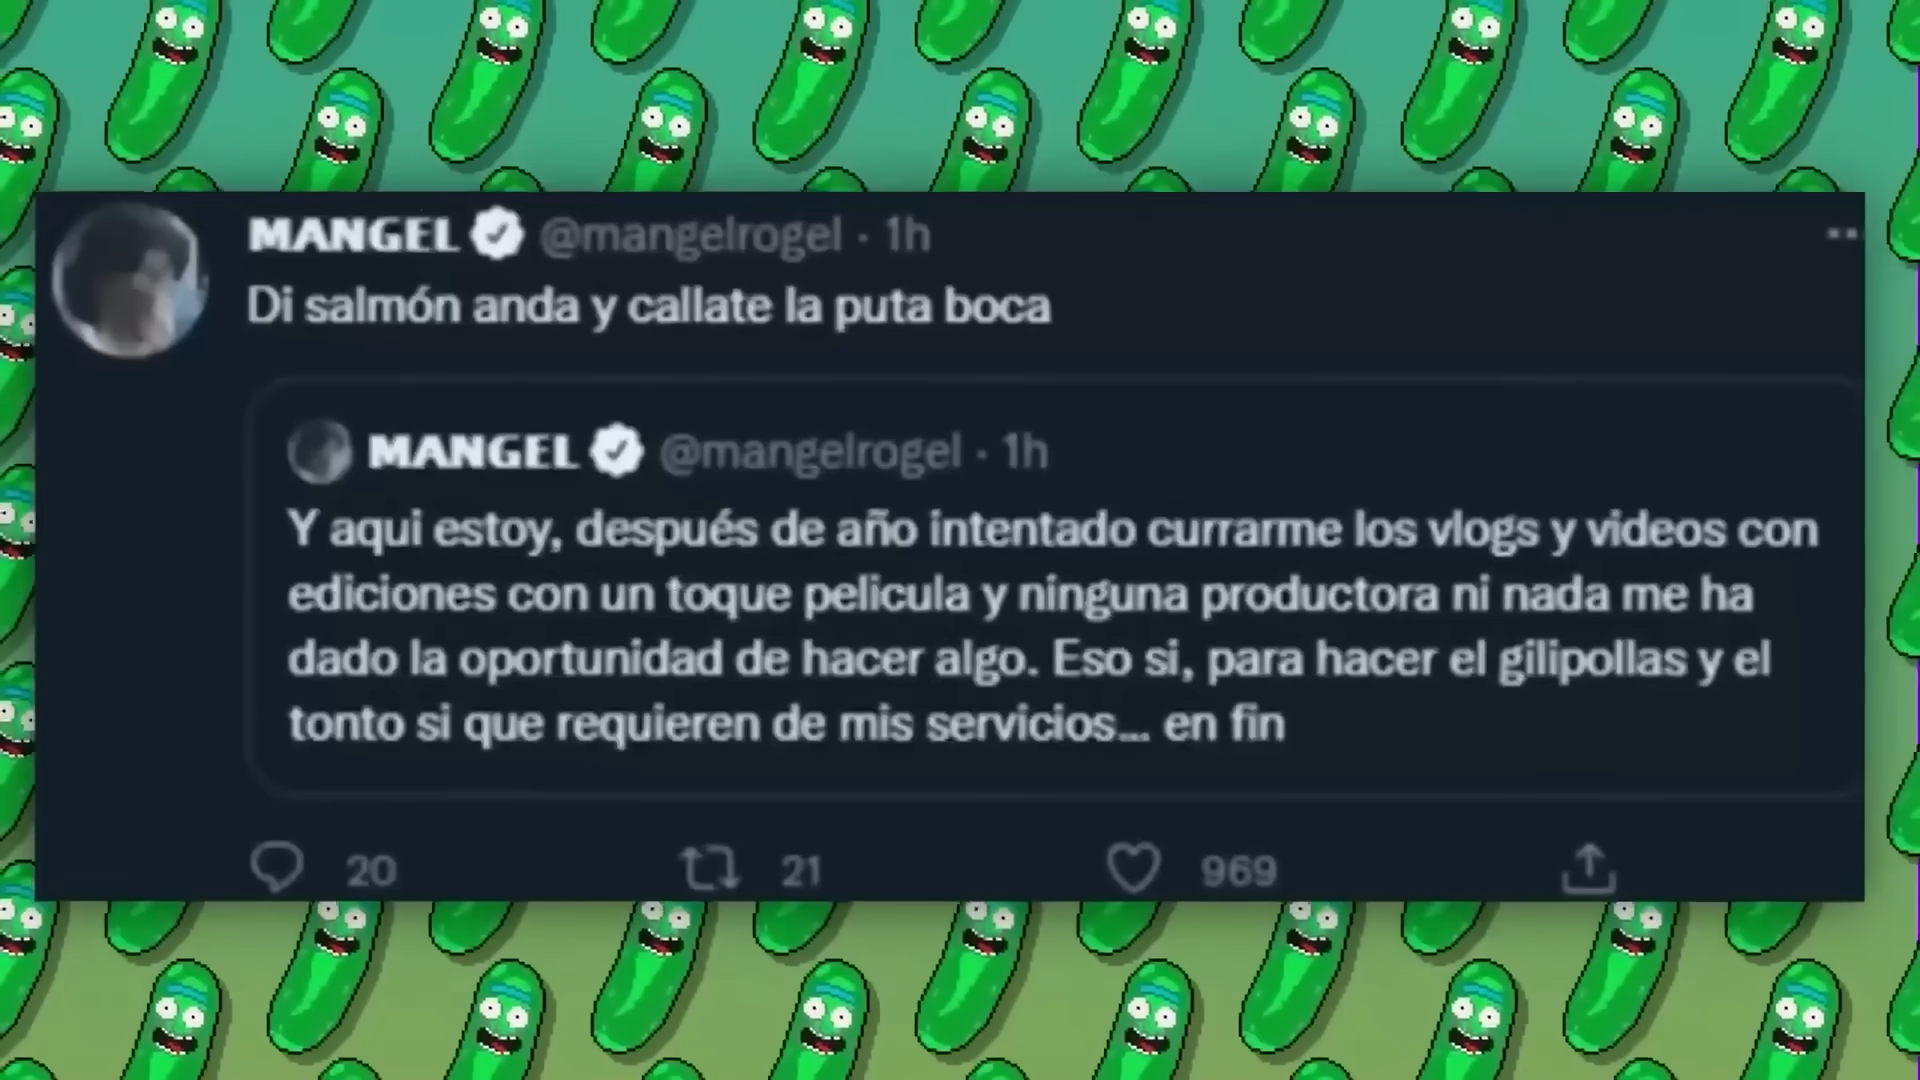 MANGEL @mangelrogel · 1h
Di salmón anda y callate la puta boca
MANGEL @mangelrogel · 1h
Y aqui estoy, después de año intentado currarme los vlogs y videos con
ediciones con un toque pelicula y ninguna productora ni nada me ha
dado la oportunidad de hacer algo. Eso si, para hacer el gilipollas y el
tonto si que requieren de mis servicios... en fin
20 21 969